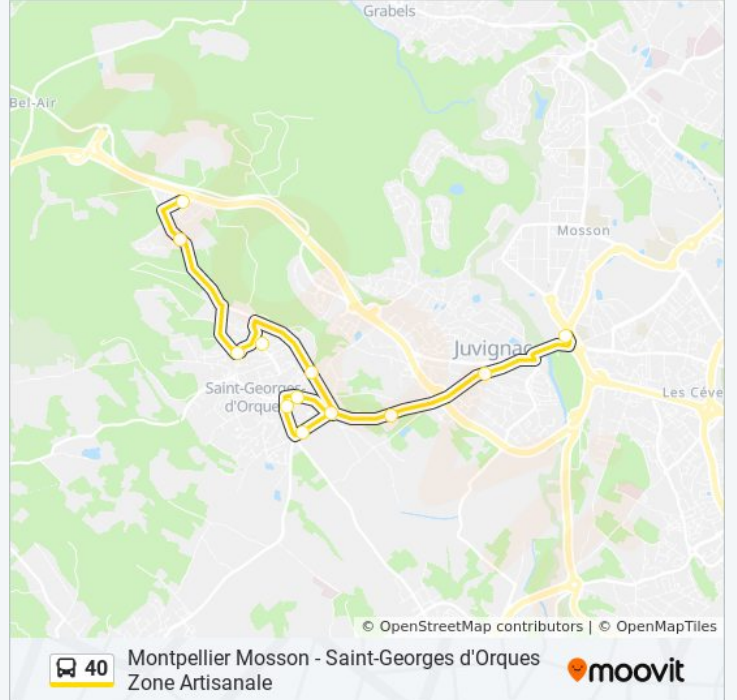 Grabels
Bel-Air
Mosson
Juvignac
Saint-Georges-
d'Orques
Les Céve
© OpenStreetMap contributors | © OpenMapTiles
40
Montpellier Mosson - Saint-Georges d'Orques
Zone Artisanale
moovit